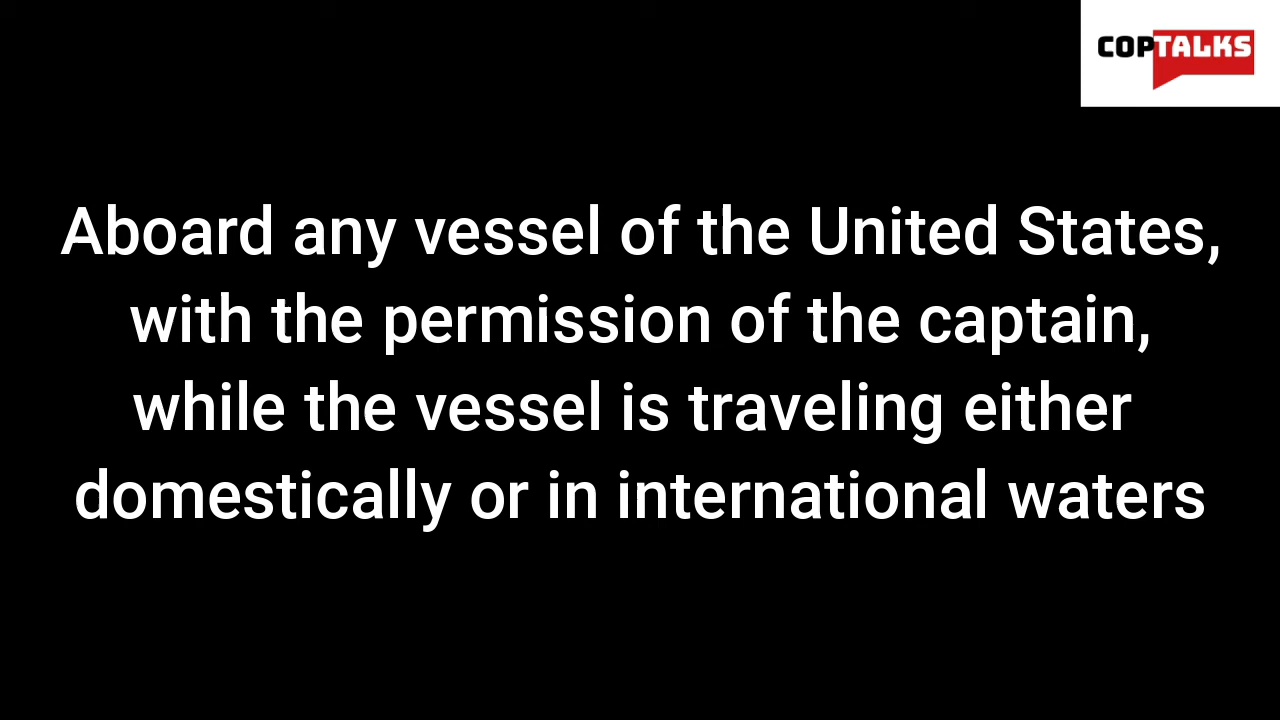 COPTALKS
Aboard any vessel of the United States,
with the permission of the captain,
while the vessel is traveling either
domestically or in international waters